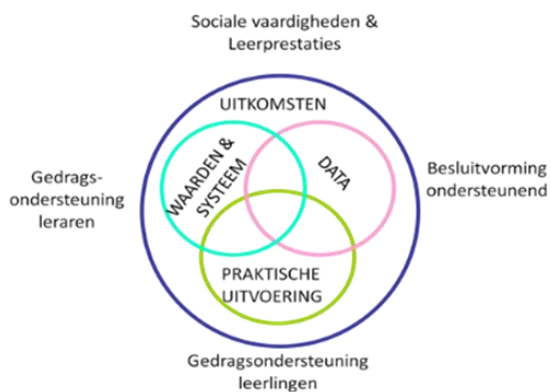 Sociale vaardigheden &
Leerprestaties
UITKOMSTEN
WAARDEN &
SYSTEEM
DATA
Gedrags-
ondersteuning
leraren
Besluitvorming
ondersteunend
PRAKTISCHE
UITVOERING
Gedragsondersteuning
leerlingen